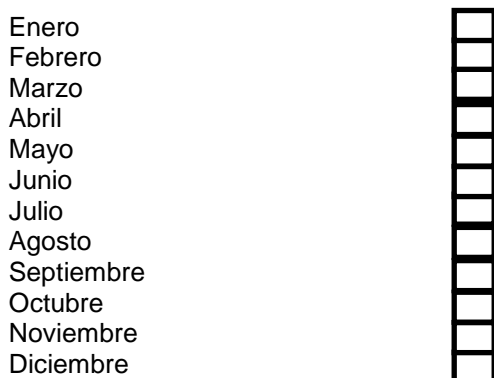 Enero
Febrero
Marzo
Abril
Mayo
Junio
Julio
Agosto
Septiembre
Octubre
Noviembre
Diciembre